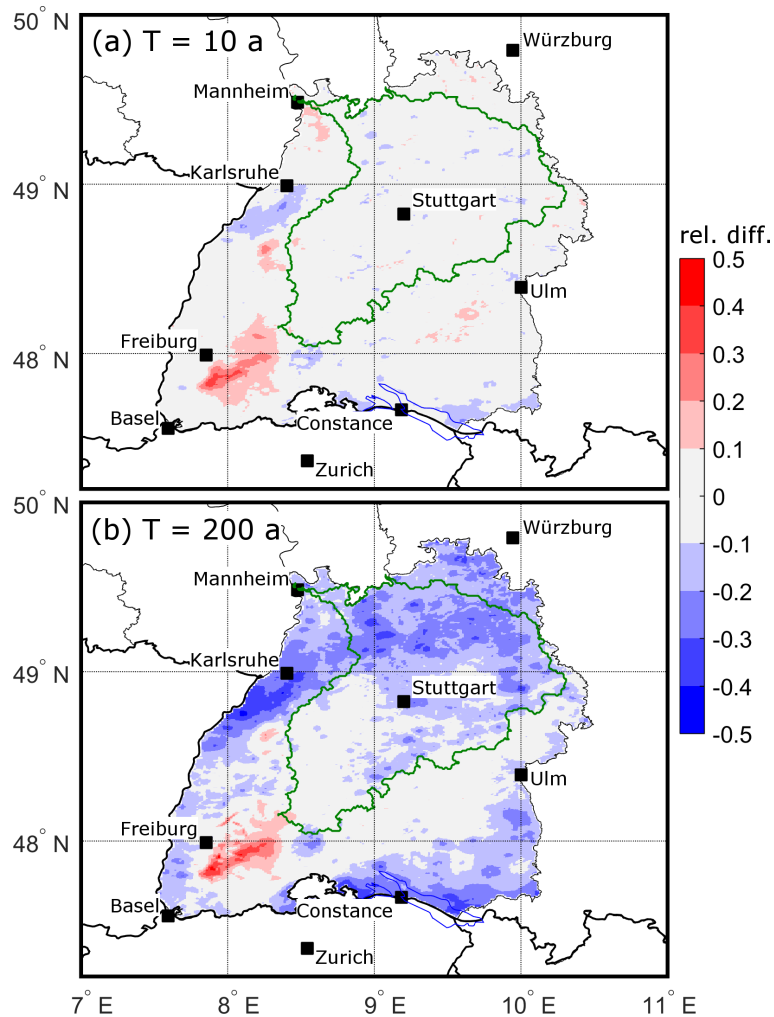 50° N
(a) T = 10 a
Würzburg
Mannheim
Karlsruhe
49° N
Stuttgart
rel. diff.
0.5
0.4
0.3
0.2
0.1
0
-0.1
-0.2
-0.3
-0.4
-0.5
Ulm
Freiburg
48° N
Basel
Constance
Zurich
50° N
(b) T = 200 a
Würzburg
Mannheim
Karlsruhe
49° N
Stuttgart
Ulm
Freiburg
48° N
Basel
Constance
Zurich
7° E
8° E
9° E
10° E
11° E